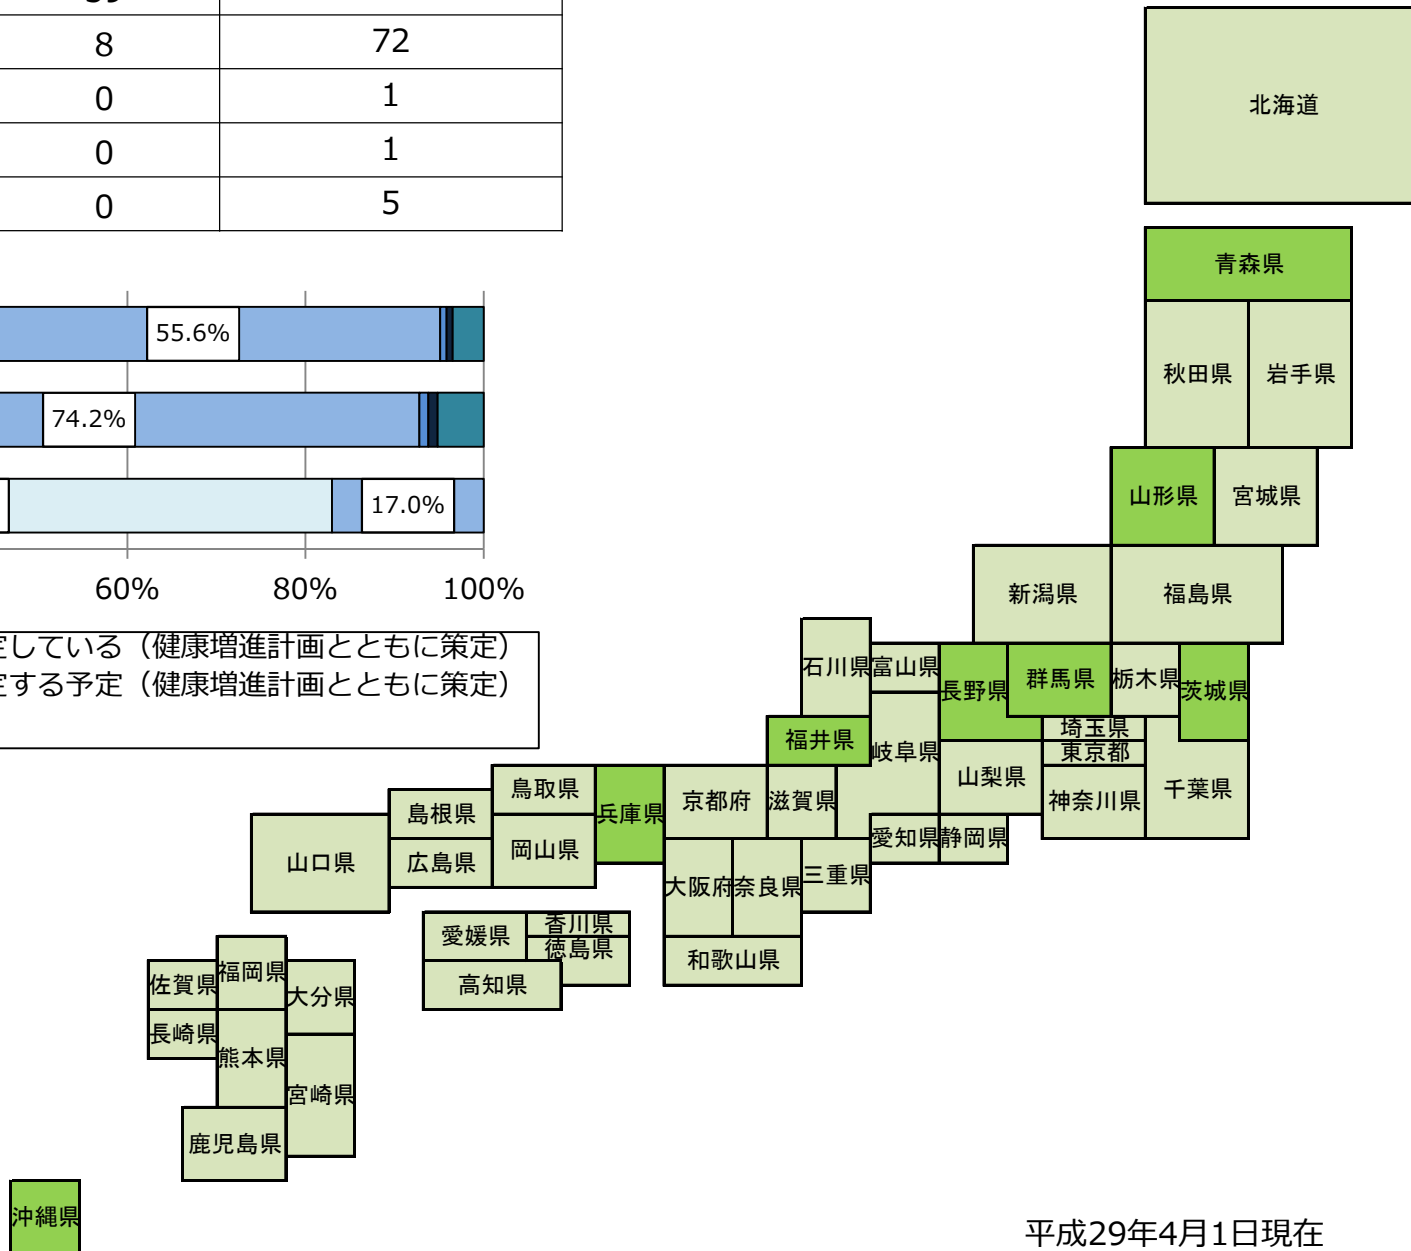 8 72
0 1
0 1
0 5
55.6%
74.2%
17.0%
60% 80% 100%
定している（健康増進計画とともに策定）
定する予定（健康増進計画とともに策定）
北海道
青森県
秋田県 岩手県
山形県 宮城県
新潟県 福島県
石川県 富山県 長野県 群馬県 栃木県 茨城県
福井県 岐阜県 埼玉県
東京都
山梨県 神奈川県 千葉県
鳥取県 兵庫県 京都府 滋賀県
島根県
山口県 広島県 岡山県 愛知県 静岡県
大阪府 奈良県 三重県
愛媛県 香川県
徳島県
和歌山県
高知県
佐賀県 福岡県 大分県
長崎県 熊本県
宮崎県
鹿児島県
沖縄県
平成29年4月1日現在